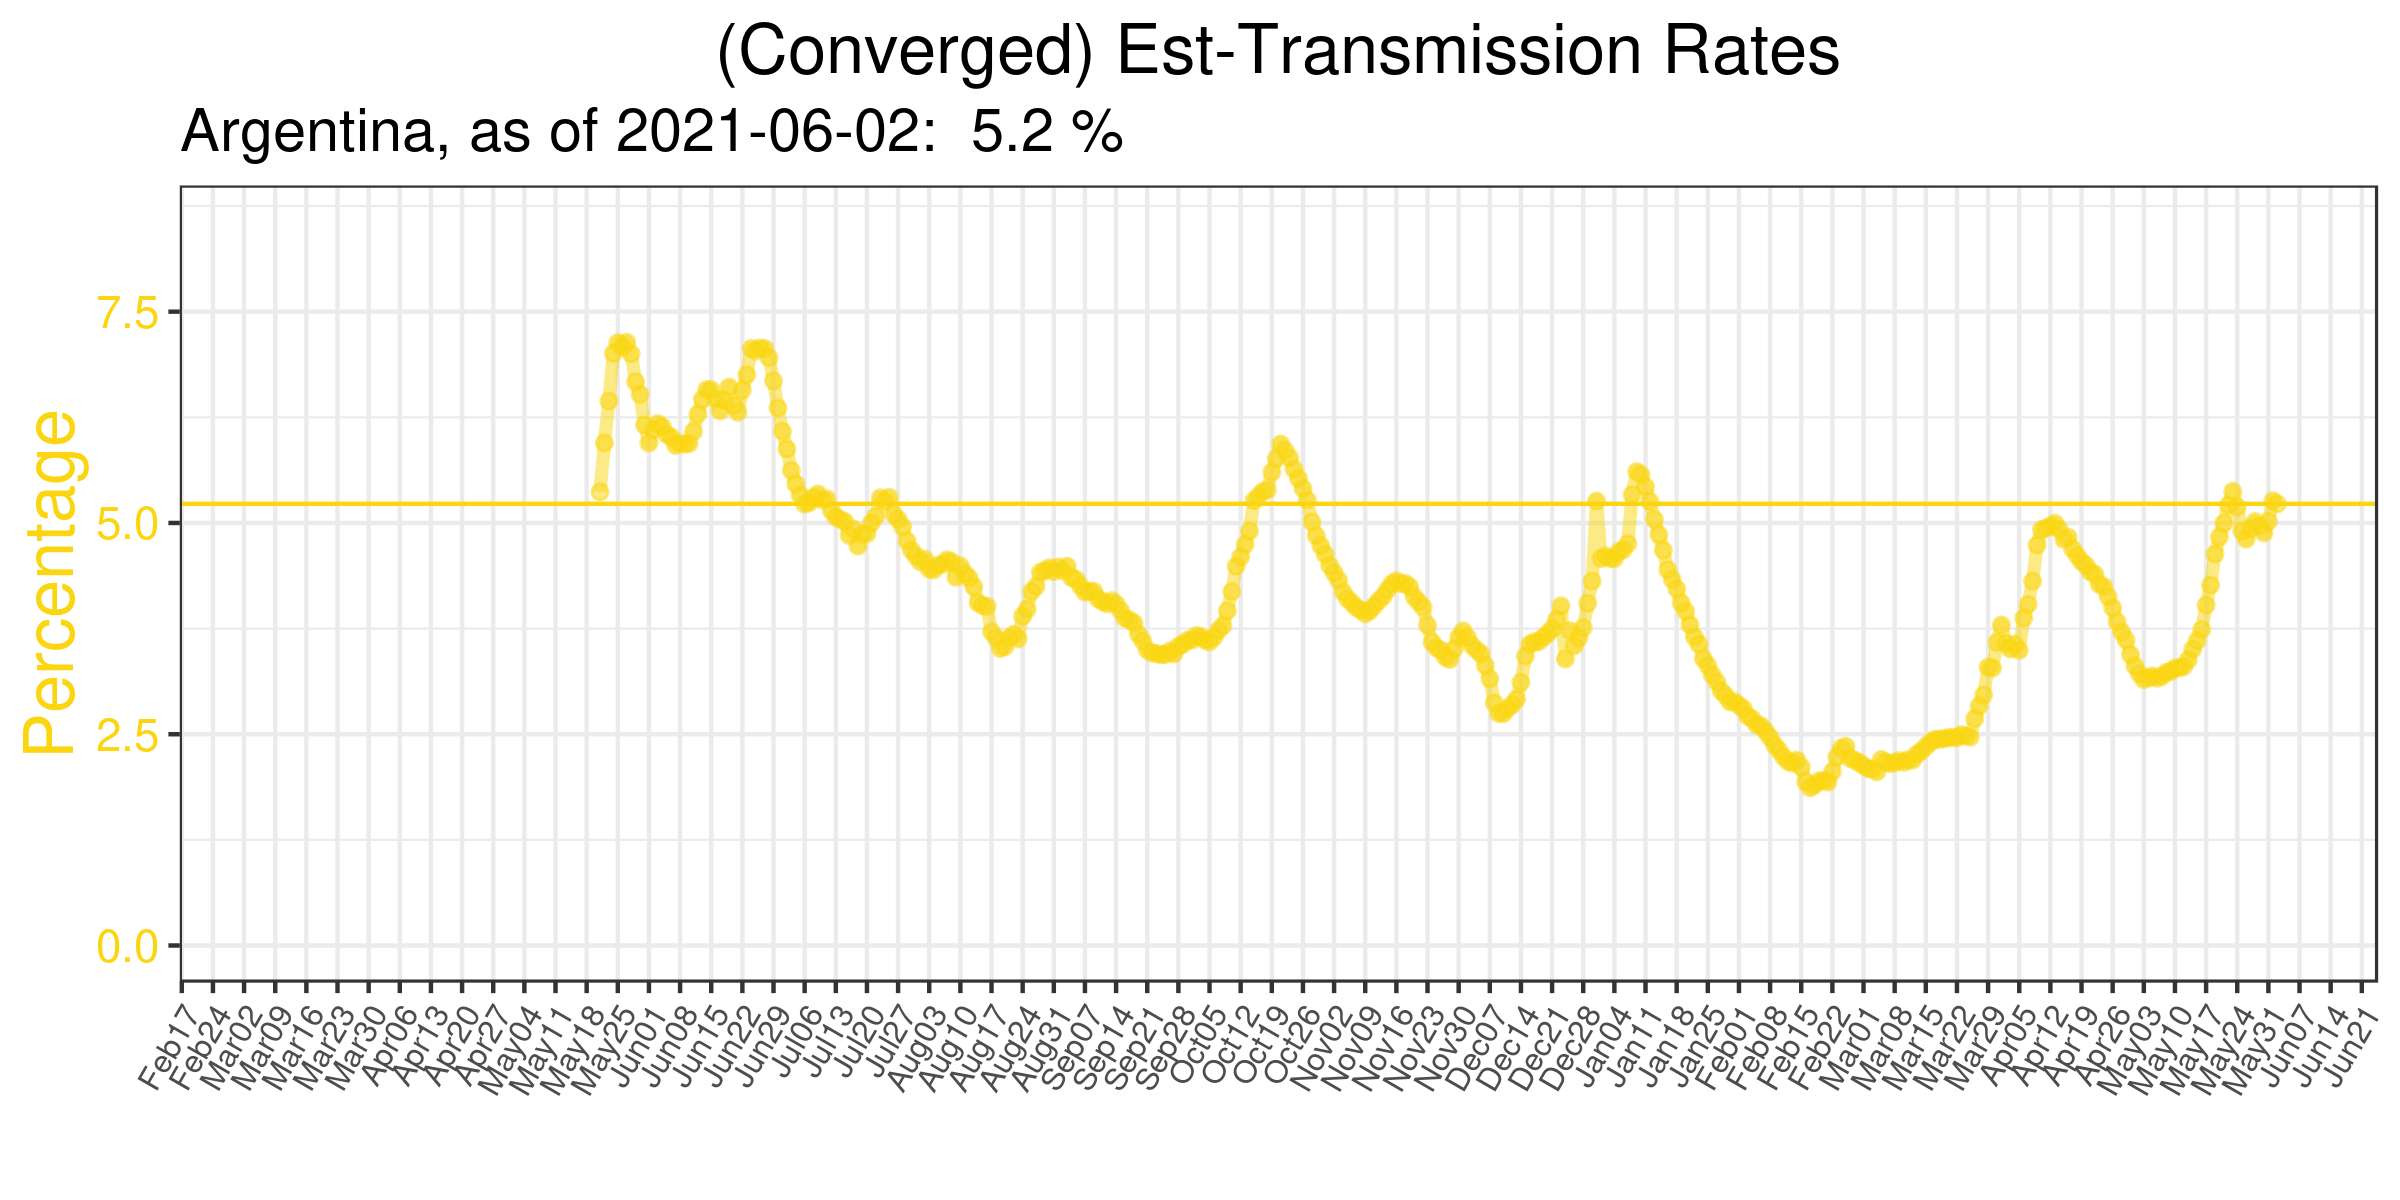 (Converged) Est-Transmission Rates
Argentina, as of 2021-06-02:  5.2 %
Percentage
7.5
5.0
2.5
0.0
Feb17
Feb24
Mar02
Mar09
Mar16
Mar23
Mar30
Apr06
Apr13
Apr20
Apr27
May04
May11
May18
May25
Jun01
Jun08
Jun15
Jun22
Jun29
Jul06
Jul13
Jul20
Jul27
Aug03
Aug10
Aug17
Aug24
Aug31
Sep07
Sep14
Sep21
Sep28
Oct05
Oct12
Oct19
Oct26
Nov02
Nov09
Nov16
Nov23
Nov30
Dec07
Dec14
Dec21
Dec28
Jan04
Jan11
Jan18
Jan25
Feb01
Feb08
Feb15
Feb22
Mar01
Mar08
Mar15
Mar22
Mar29
Apr05
Apr12
Apr19
Apr26
May03
May10
May17
May24
May31
Jun07
Jun14
Jun21